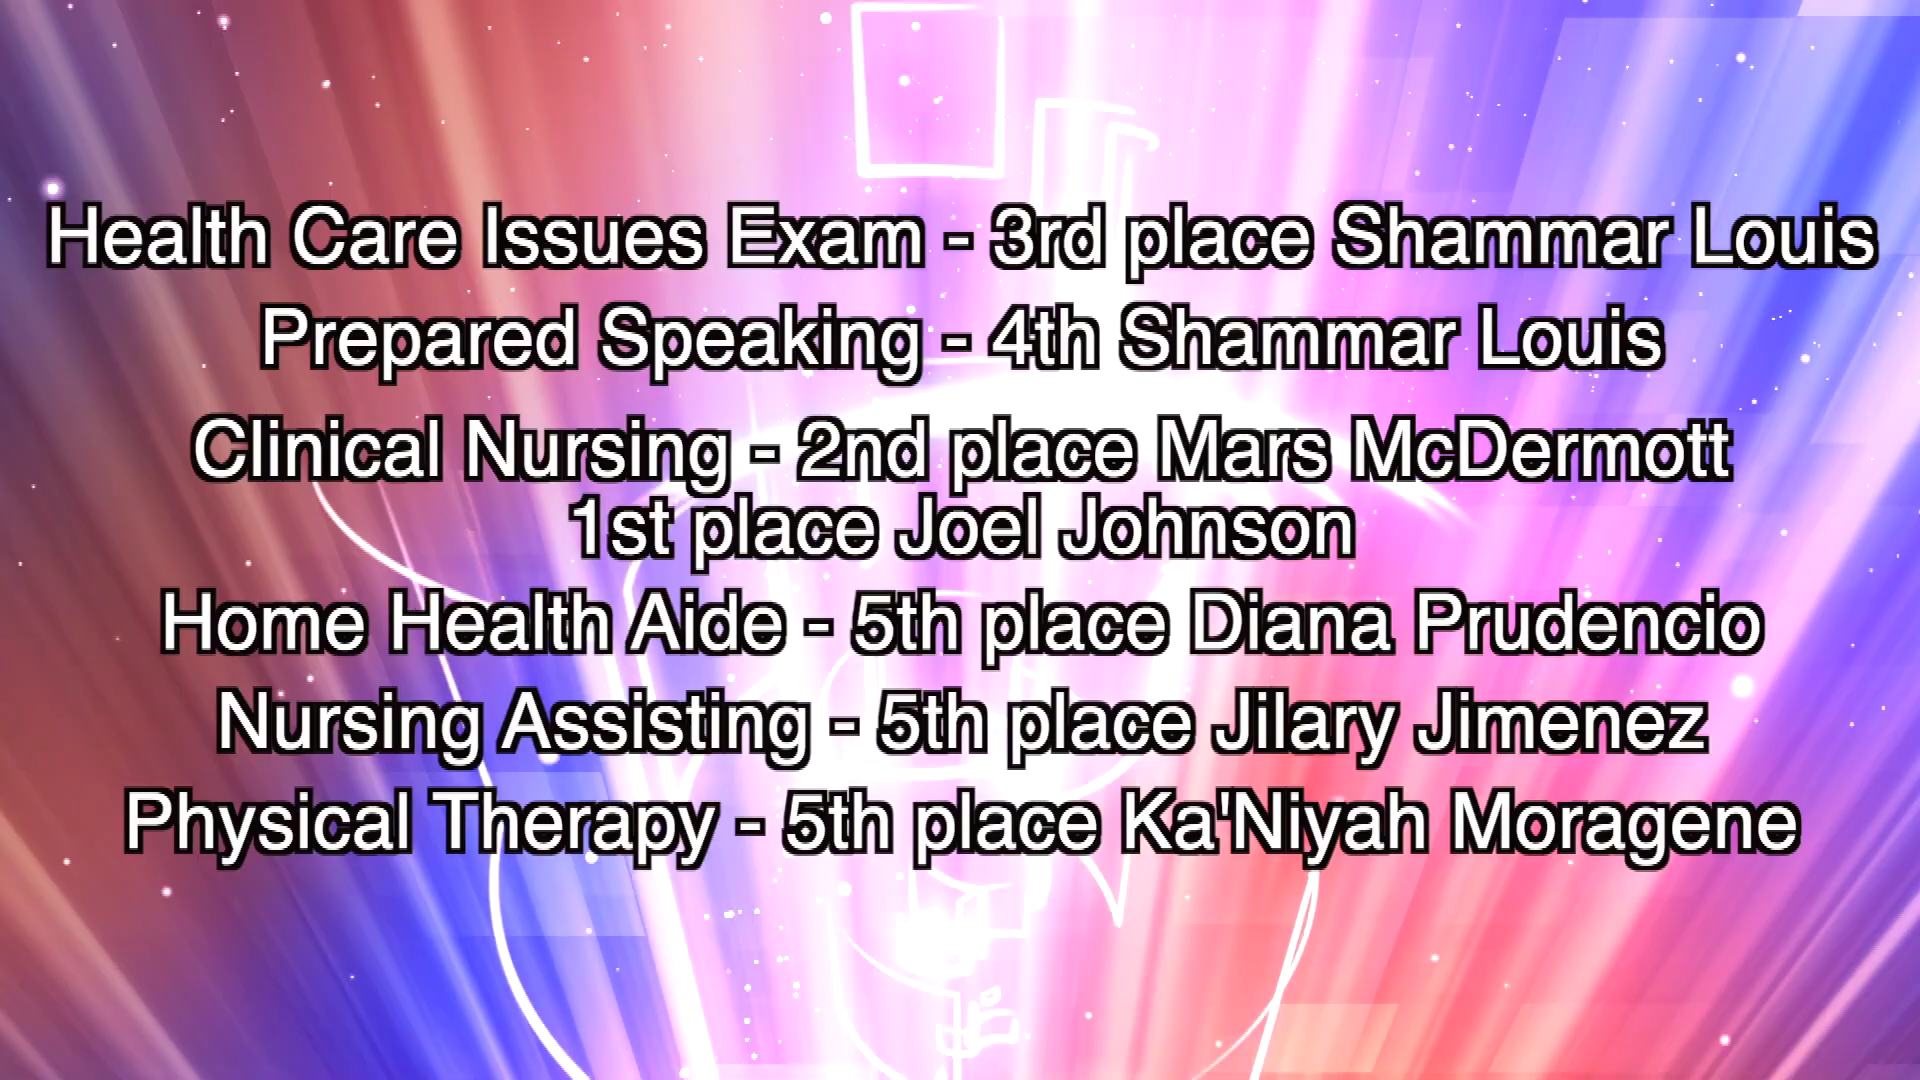 Health Care Issues Exam - 3rd place Shammar Louis
Prepared Speaking - 4th Shammar Louis
Clinical Nursing - 2nd place Mars McDermott
1st place Joel Johnson
Home Health Aide - 5th place Diana Prudencio
Nursing Assisting - 5th place Jilary Jimenez
Physical Therapy - 5th place Ka'Niyah Moragene